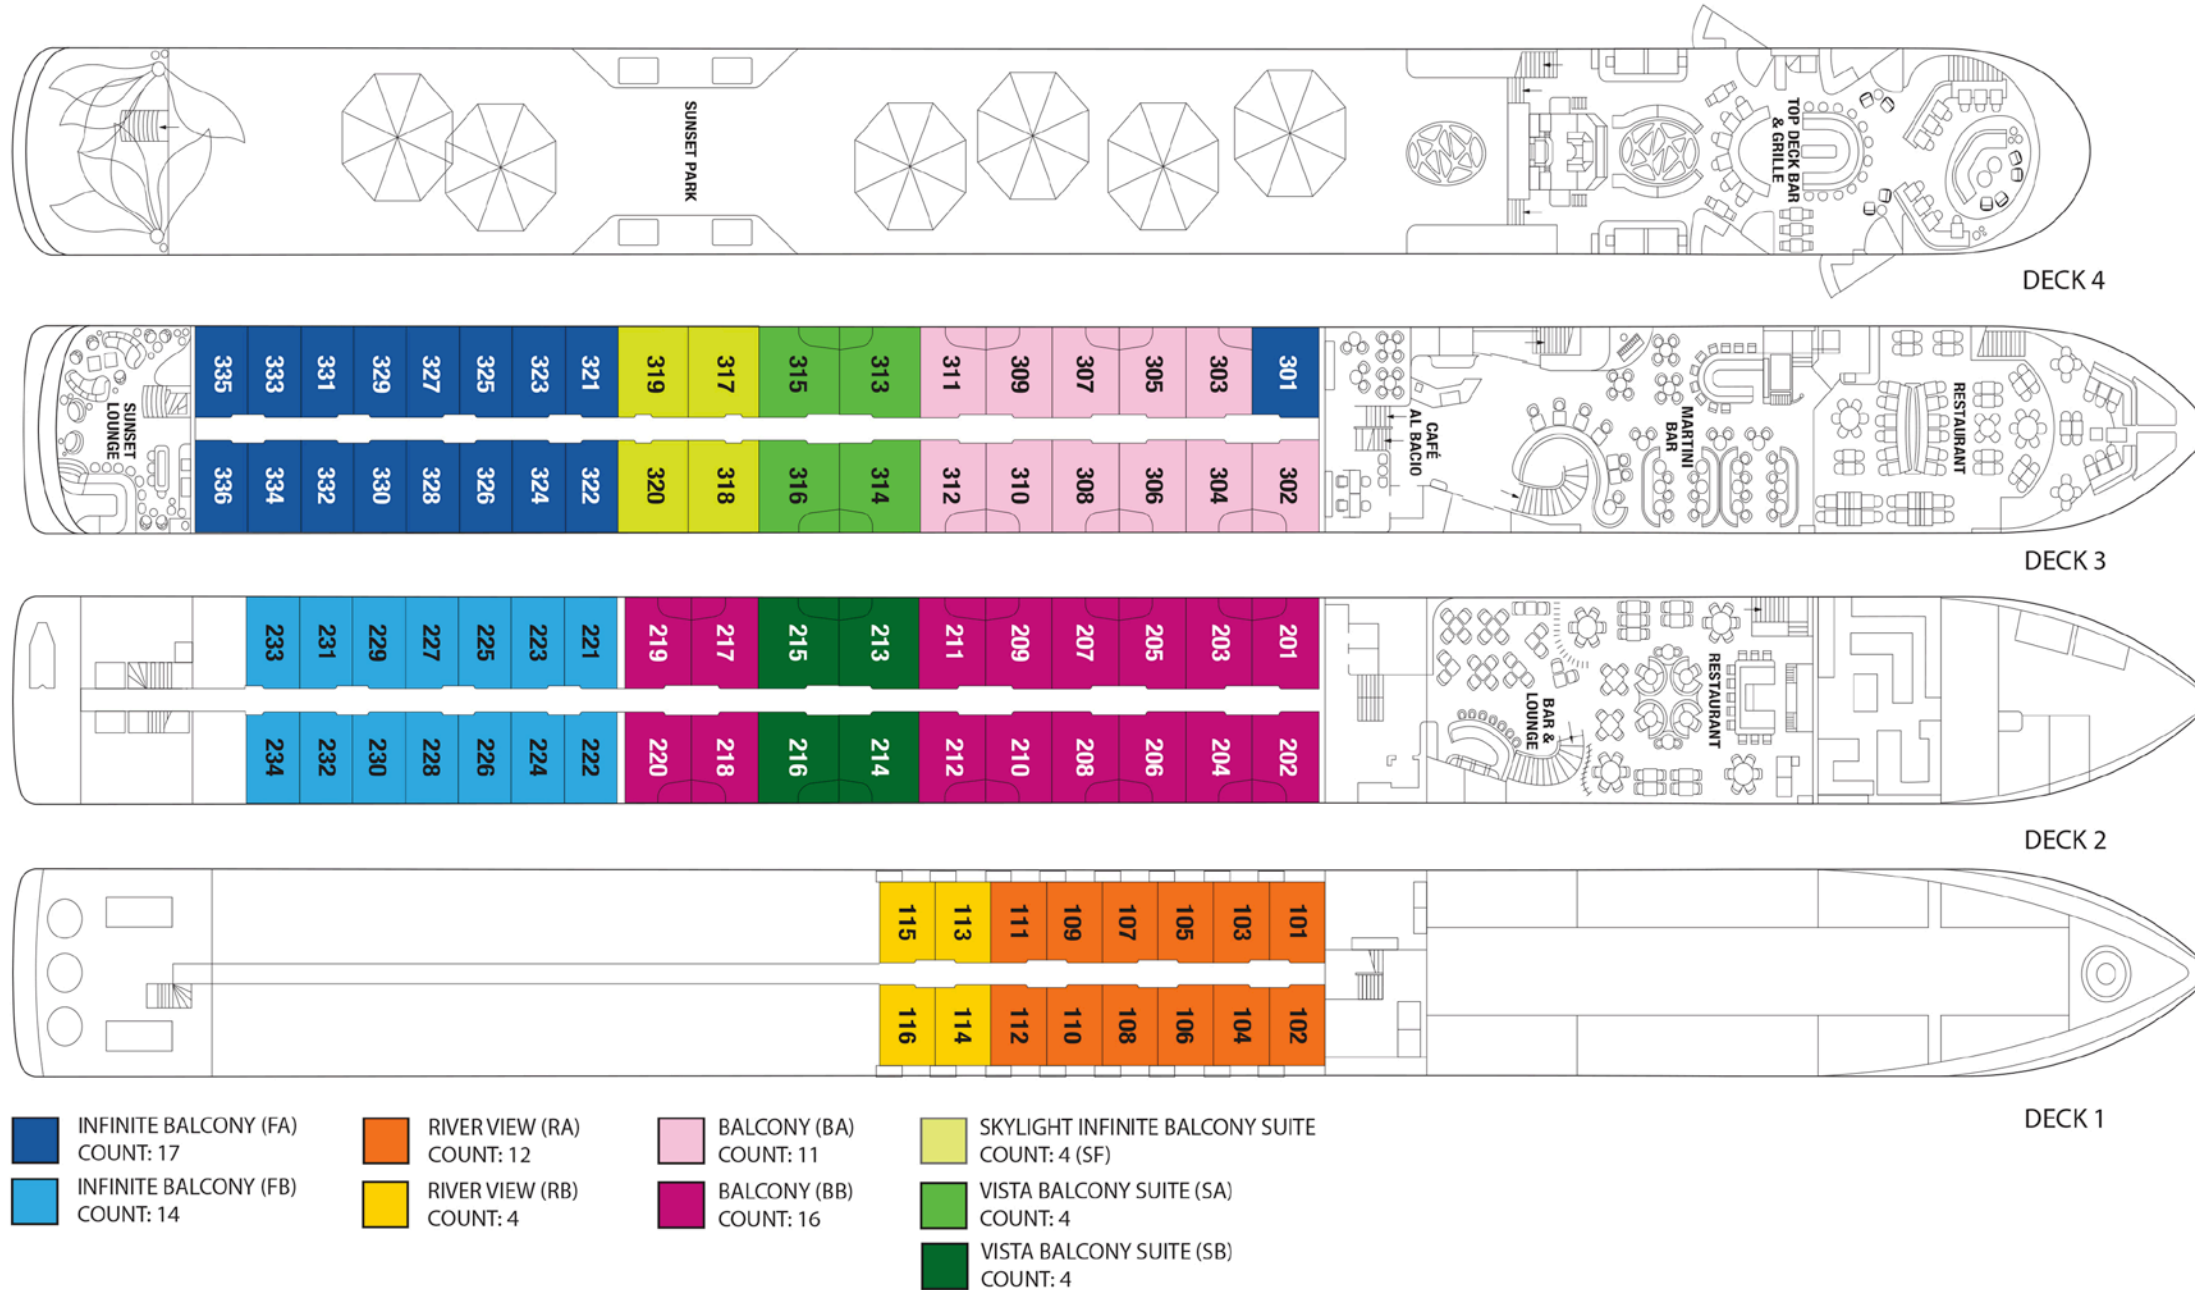 SUNSET PARK
TOP DECK BAR
& GRILLE
DECK 4
335 333 331 329 327 325 323 321 319 317 315 313 311 309 307 305 303 301
SUNSET
LOUNGE
CAFÉ
AL BACIO
MARTINI
BAR
RESTAURANT
336 334 332 330 328 326 324 322 320 318 316 314 312 310 308 306 304 302
DECK 3
233 231 229 227 225 223 221 219 217 215 213 211 209 207 205 203 201
BAR &
LOUNGE
RESTAURANT
234 232 230 228 226 224 222 220 218 216 214 212 210 208 206 204 202
DECK 2
115 113 111 109 107 105 103 101
116 114 112 110 108 106 104 102
DECK 1
INFINITE BALCONY (FA)
COUNT: 17
INFINITE BALCONY (FB)
COUNT: 14
RIVER VIEW (RA)
COUNT: 12
RIVER VIEW (RB)
COUNT: 4
BALCONY (BA)
COUNT: 11
BALCONY (BB)
COUNT: 16
SKYLIGHT INFINITE BALCONY SUITE
COUNT: 4 (SF)
VISTA BALCONY SUITE (SA)
COUNT: 4
VISTA BALCONY SUITE (SB)
COUNT: 4